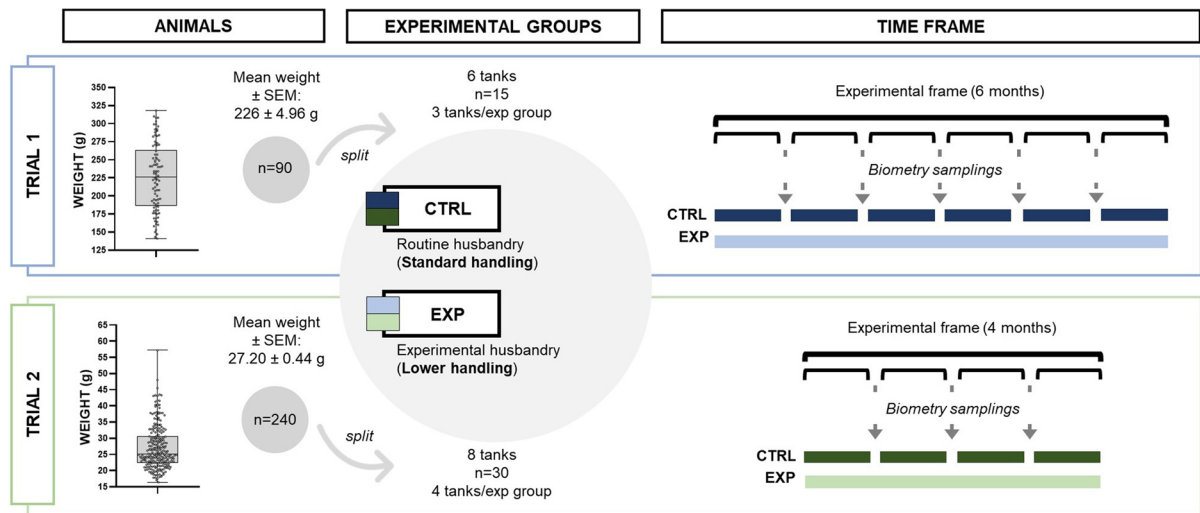 ANIMALS
EXPERIMENTAL GROUPS
TIME FRAME
TRIAL 1
WEIGHT (g)
350
325
300
275
250
225
200
175
150
125
Mean weight
± SEM:
226 ± 4.96 g
n=90
split
6 tanks
n=15
3 tanks/exp group
CTRL
Routine husbandry
(Standard handling)
Experimental frame (6 months)
Biometry samplings
CTRL
EXP
TRIAL 2
WEIGHT (g)
65
60
55
50
45
40
35
30
25
20
15
Mean weight
± SEM:
27.20 ± 0.44 g
n=240
split
EXP
Experimental husbandry
(Lower handling)
8 tanks
n=30
4 tanks/exp group
Experimental frame (4 months)
Biometry samplings
CTRL
EXP